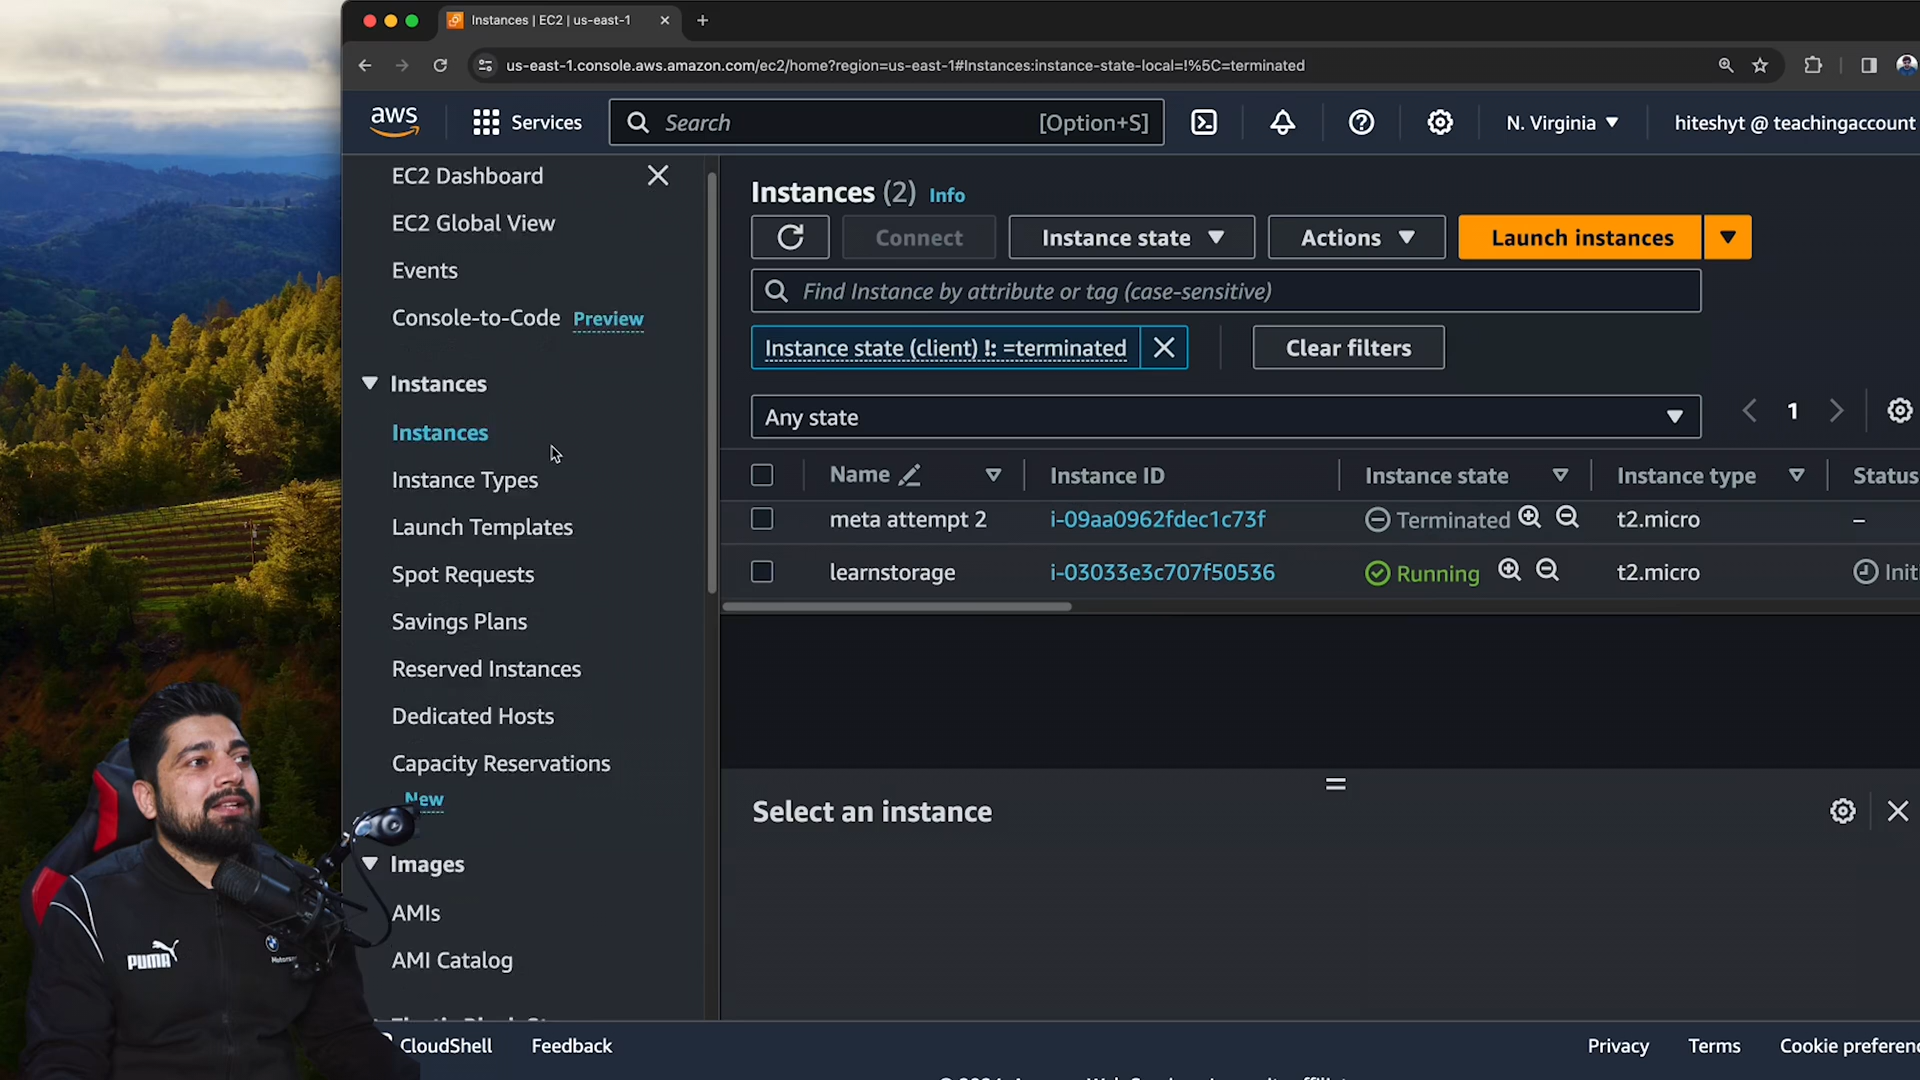 Instances | EC2 | us-east-1
us-east-1.console.aws.amazon.com/ec2/home?region=us-east-1#Instances:instance-state-local=!%5C=terminated
aws
Services
Search
[Option+S]
N. Virginia
hiteshyt @ teachingaccount
EC2 Dashboard
EC2 Global View
Events
Console-to-Code Preview
Instances
Instances
Instance Types
Launch Templates
Spot Requests
Savings Plans
Reserved Instances
Dedicated Hosts
Capacity Reservations
New
Images
AMIs
AMI Catalog
Instances (2) Info
Connect
Instance state
Actions
Launch instances
Find Instance by attribute or tag (case-sensitive)
Instance state (client) !: =terminated
Clear filters
Any state
1
Name Instance ID Instance state Instance type Status
meta attempt 2 i-09aa0962fdec1c73f Terminated t2.micro –
learnstorage i-03033e3c707f50536 Running t2.micro Initi
Select an instance
PUMA
CloudShell
Feedback
Privacy
Terms
Cookie preferenc